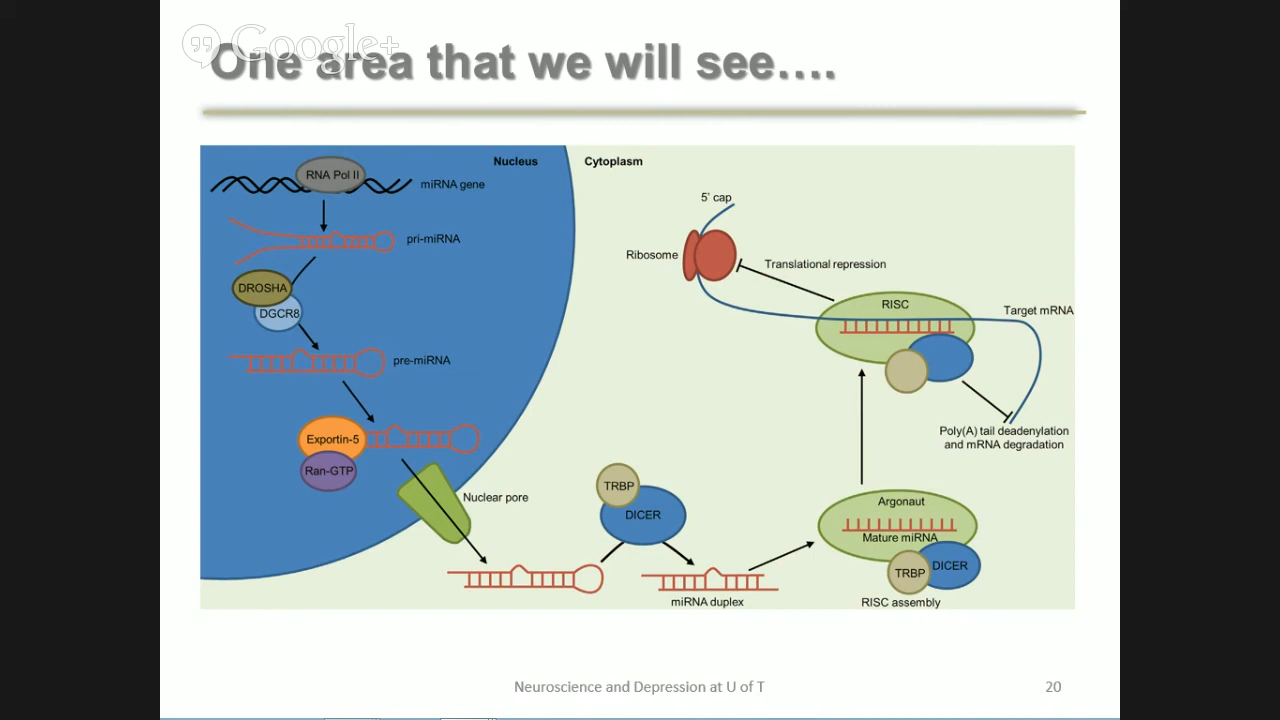 Google+
One area that we will see….
Nucleus
Cytoplasm
RNA Pol II
miRNA gene
pri-miRNA
DROSHA
DGCR8
pre-miRNA
Exportin-5
Ran-GTP
Nuclear pore
5' cap
Ribosome
Translational repression
RISC
Target mRNA
Poly(A) tail deadenylation
and mRNA degradation
TRBP
DICER
miRNA duplex
Argonaut
Mature miRNA
TRBP
DICER
RISC assembly
Neuroscience and Depression at U of T
20